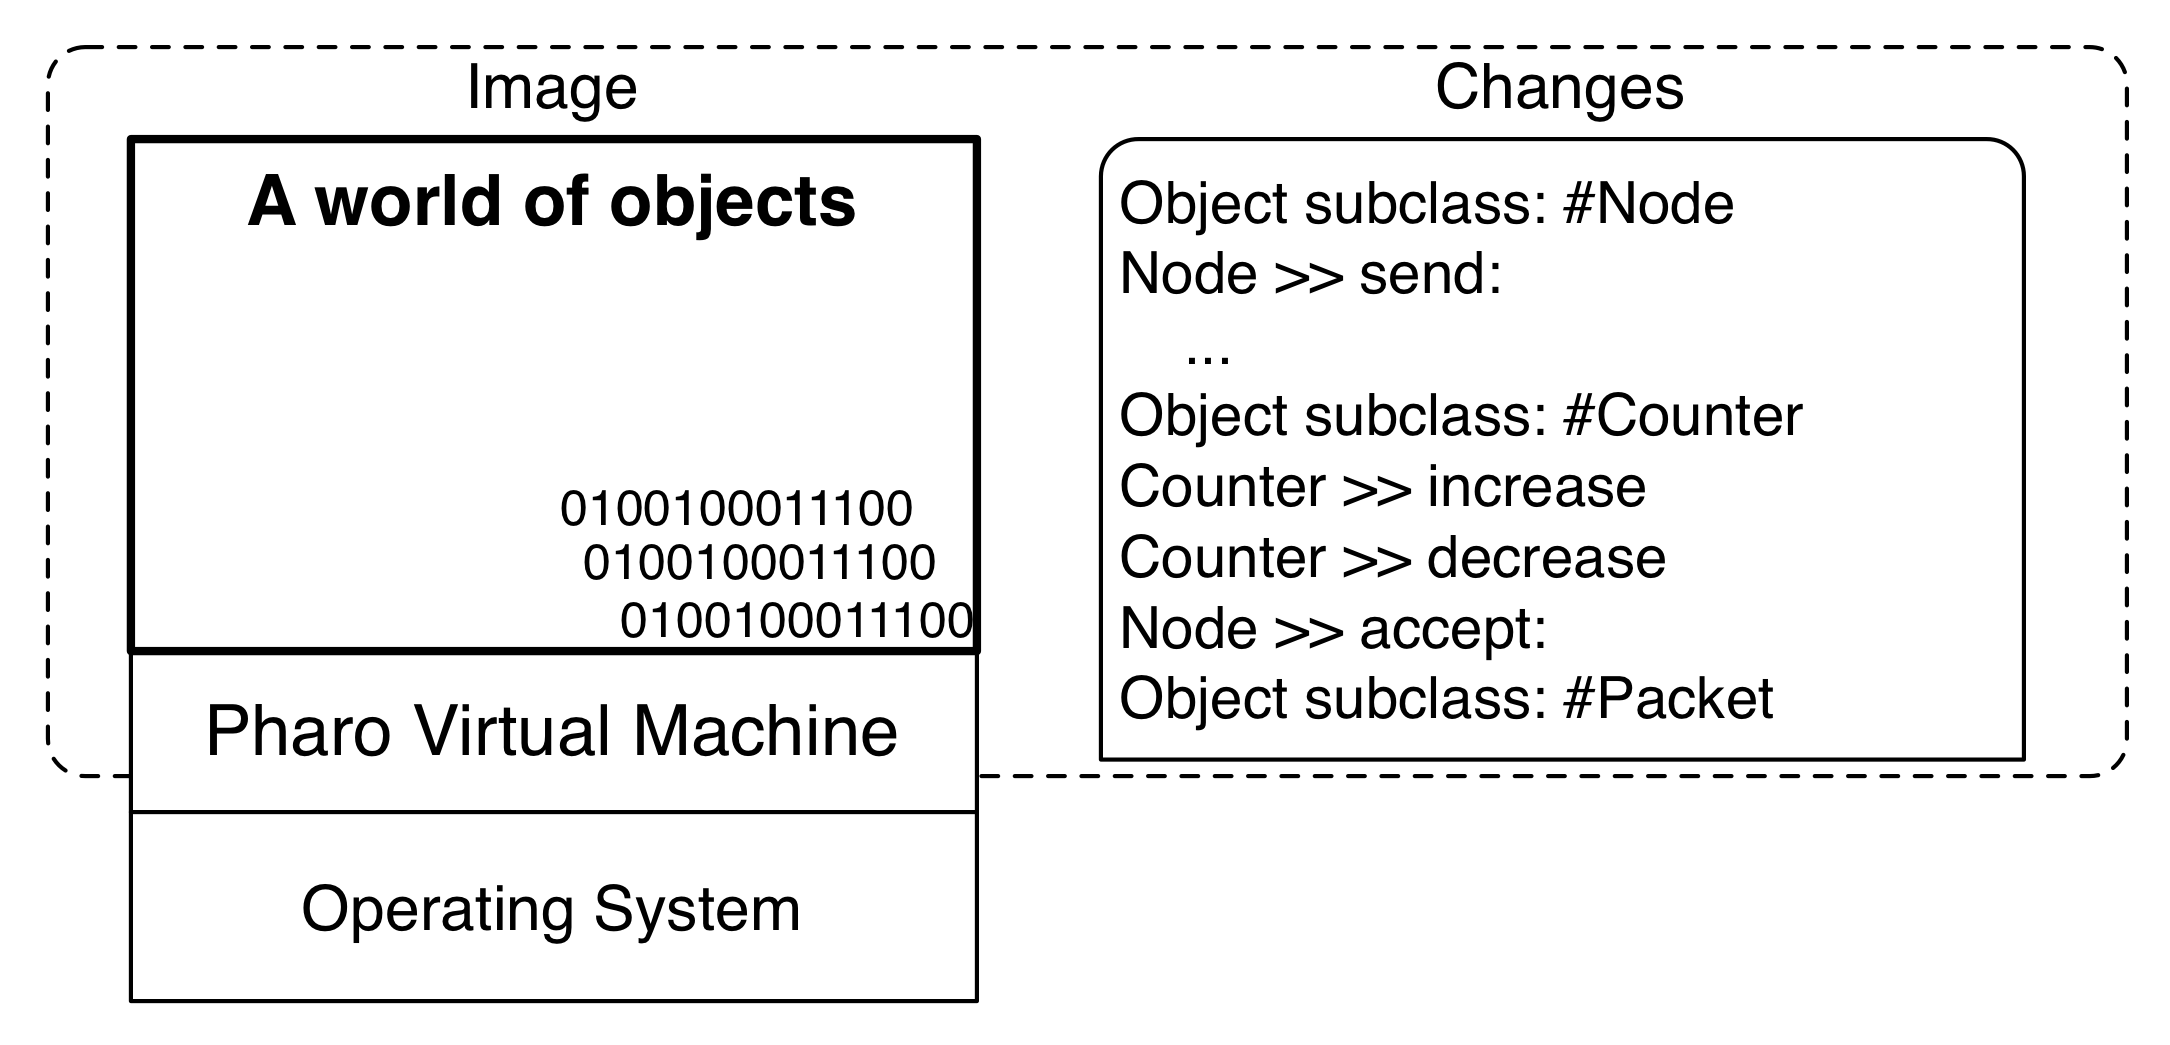 Image
A world of objects
0100100011100
0100100011100
0100100011100
Pharo Virtual Machine
Operating System
Changes
Object subclass: #Node
Node >> send:
...
Object subclass: #Counter
Counter >> increase
Counter >> decrease
Node >> accept:
Object subclass: #Packet